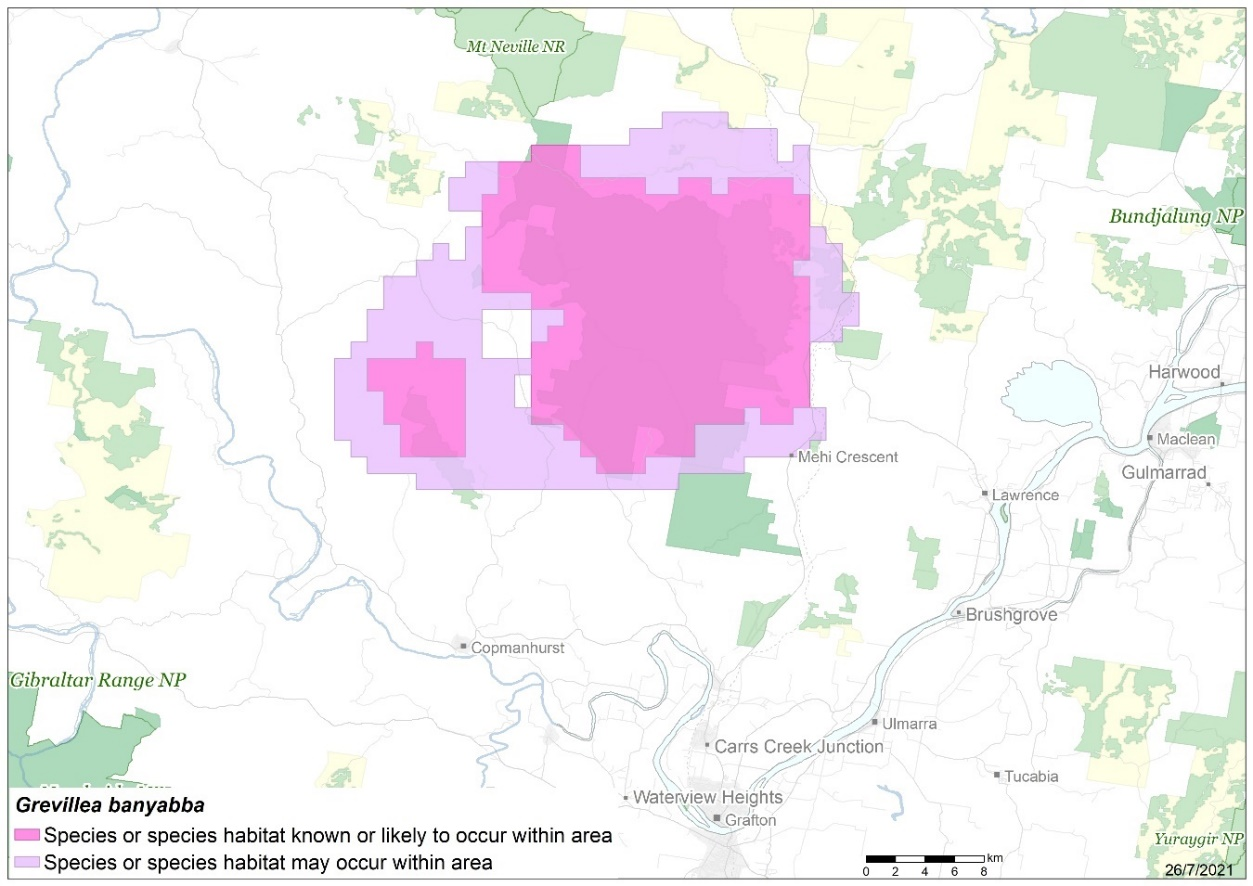 Mt Neville NR
Bundjalung NP
Harwood
Maclean
Mehi Crescent
Gulmarrad
Lawrence
Brushgrove
Copmanhurst
Gibraltar Range NP
Ulmarra
Carrs Creek Junction
Tucabia
Waterview Heights
Grafton
Yuraygir NP
Grevillea banyabba
Species or species habitat known or likely to occur within area
Species or species habitat may occur within area
km
0 2 4 6 8
26/7/2021